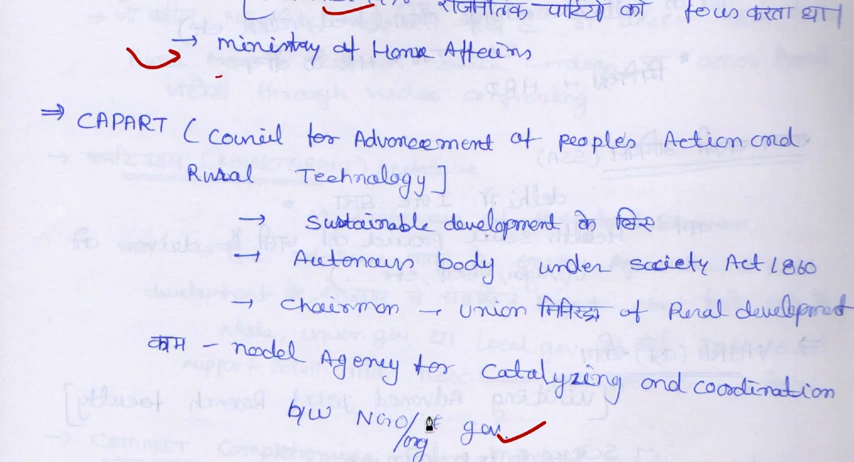 राजनीतिक पार्टियों को focus करता था।
→ ministry of Home Affairs
⇒ CAPART ( Council for Advancement of peoples Action and
Rural Technology ]
→ sustainable development के लिए
→ Autonomous body under society Act 1860
→ Chairman → Union मिनिस्टर of Rural development
काम – nodel Agency for Catalyzing and coordination
b/w NGO/org & gov.